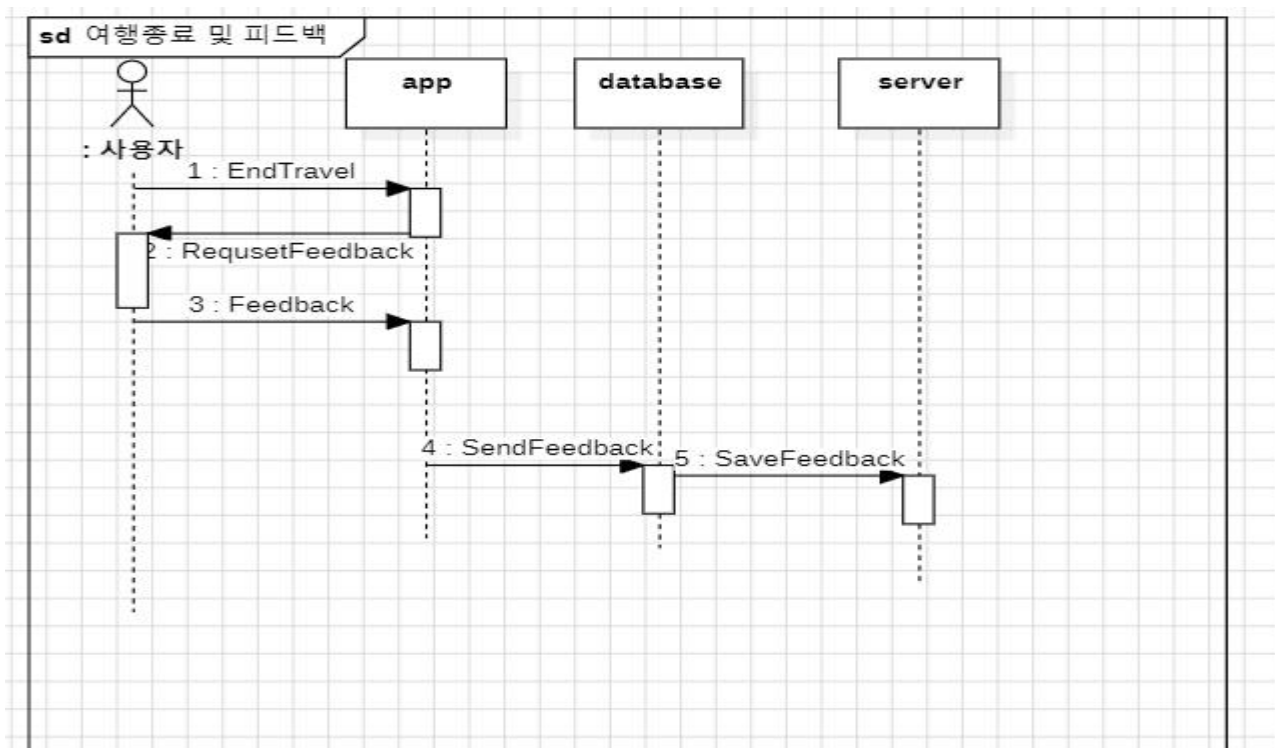 sd 여행종료 및 피드백
app
database
server
: 사용자
1 : EndTravel
2 : RequsetFeedback
3 : Feedback
4 : SendFeedback
5 : SaveFeedback